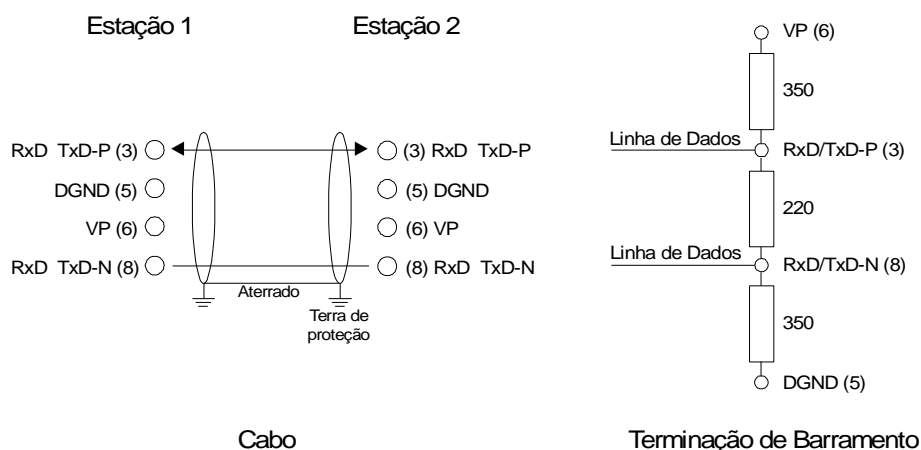 Estação 1
Estação 2
RxD TxD-P (3)
(3) RxD TxD-P
DGND (5)
(5) DGND
VP (6)
(6) VP
RxD TxD-N (8)
(8) RxD TxD-N
Aterrado
Terra de
proteção
Cabo
VP (6)
350
Linha de Dados
RxD/TxD-P (3)
220
Linha de Dados
RxD/TxD-N (8)
350
DGND (5)
Terminação de Barramento